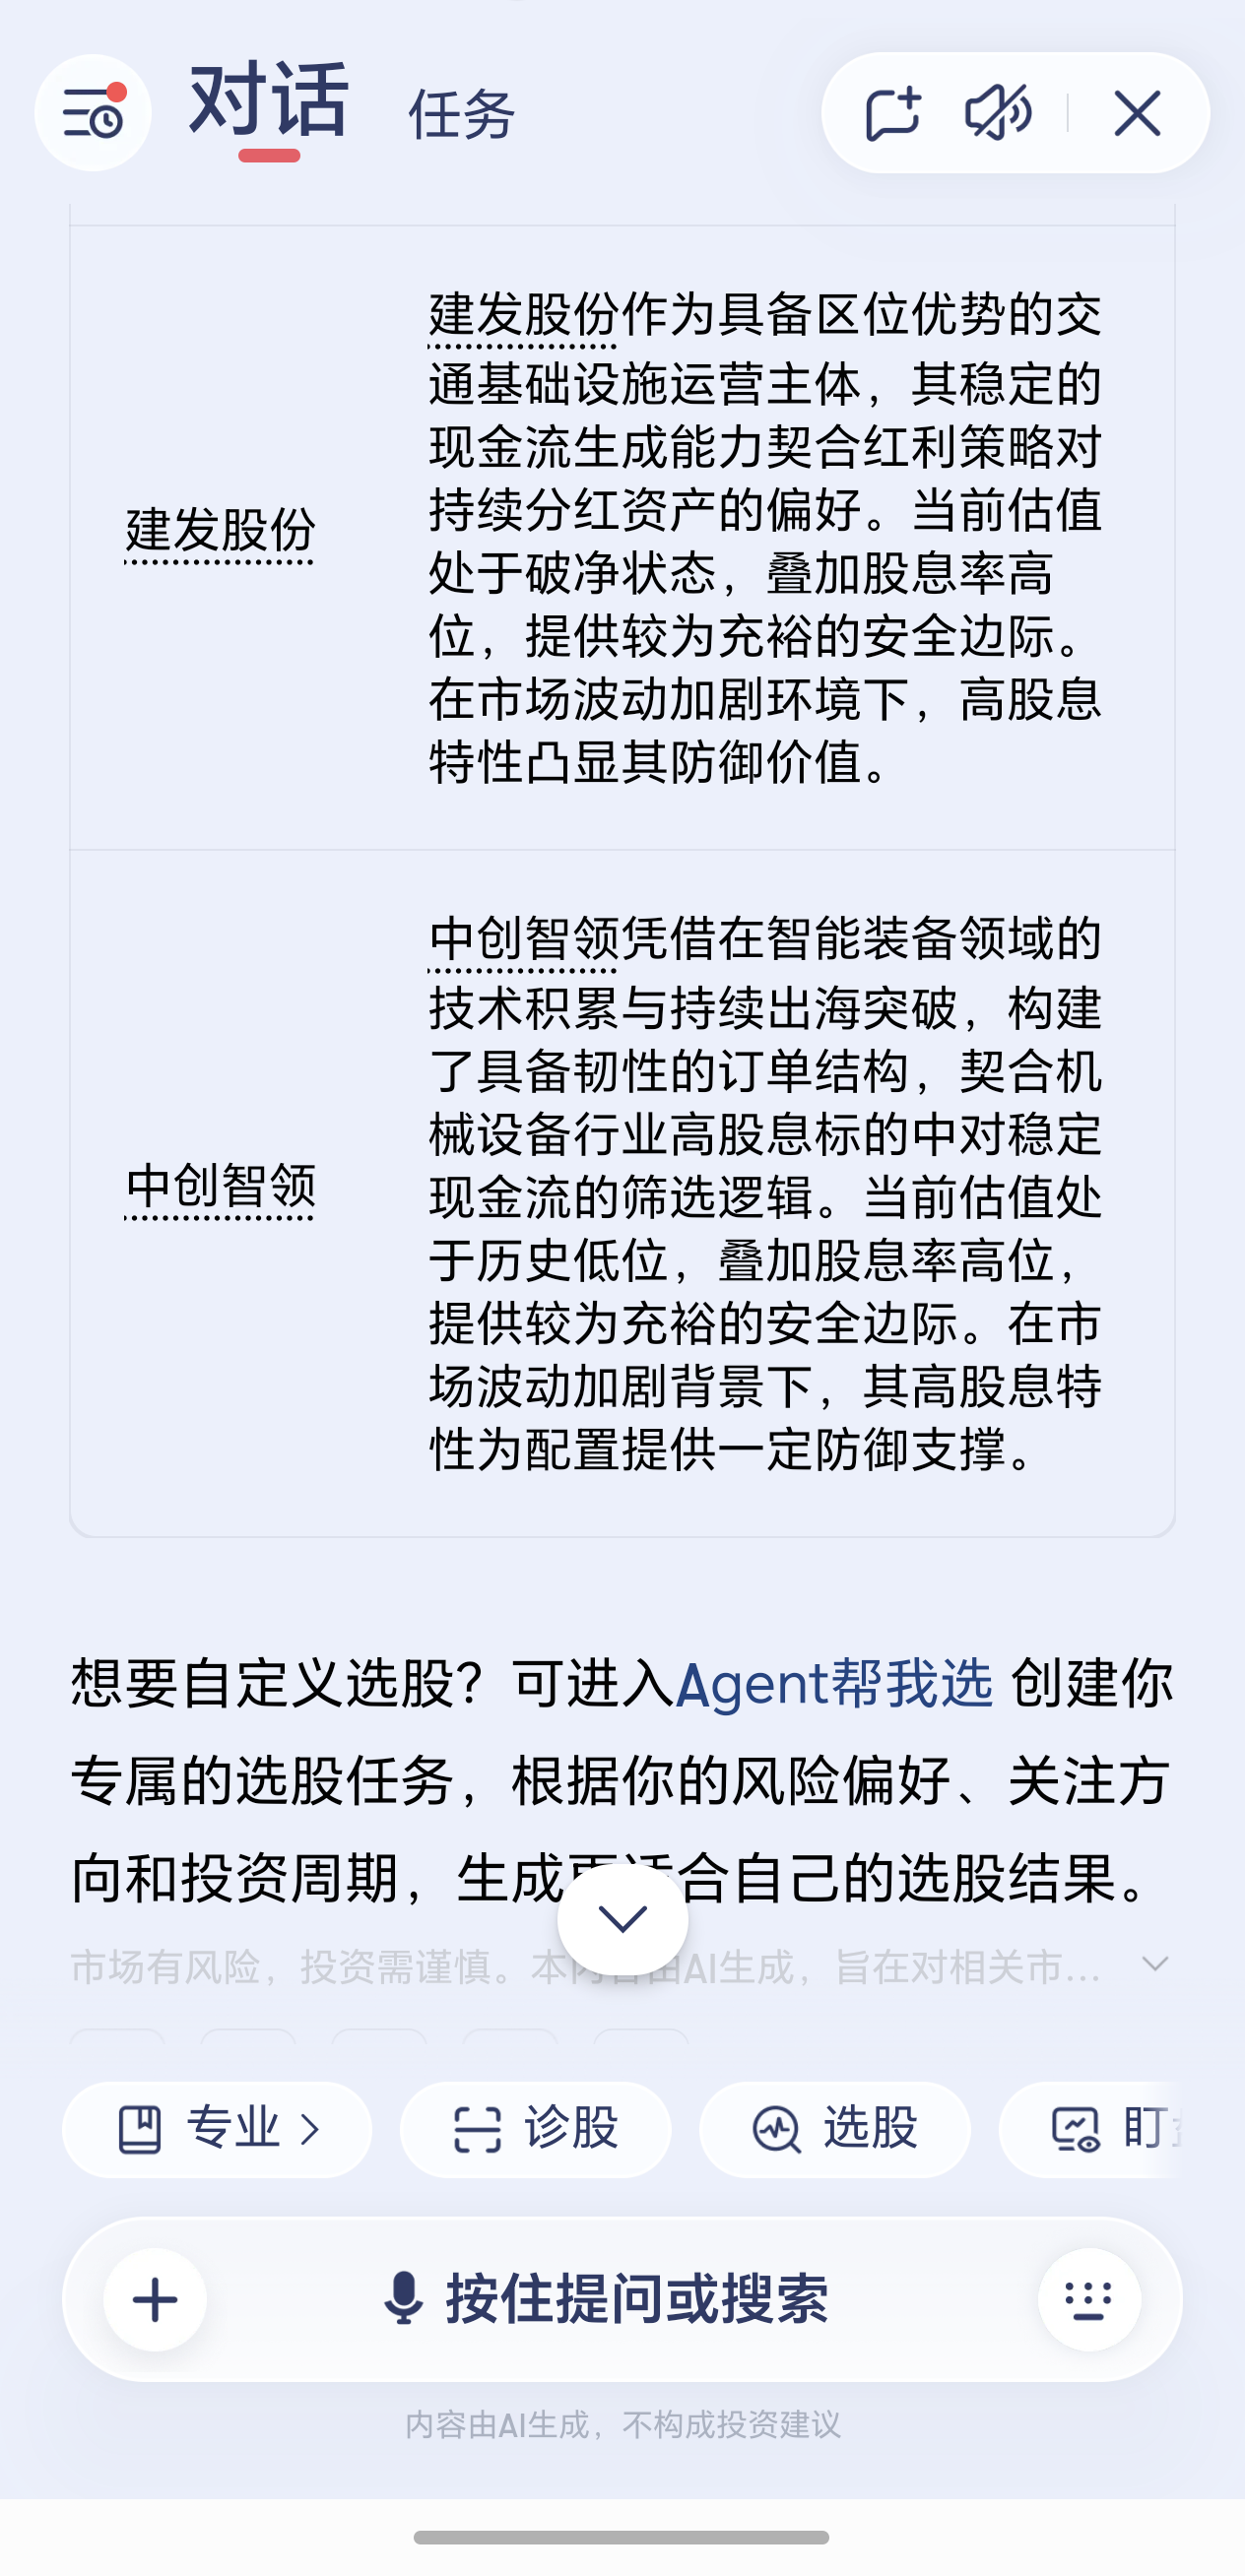 对话
任务
建发股份
建发股份作为具备区位优势的交
通基础设施运营主体，其稳定的
现金流生成能力契合红利策略对
持续分红资产的偏好。当前估值
处于破净状态，叠加股息率高
位，提供较为充裕的安全边际。
在市场波动加剧环境下，高股息
特性凸显其防御价值。
中创智领
中创智领凭借在智能装备领域的
技术积累与持续出海突破，构建
了具备韧性的订单结构，契合机
械设备行业高股息标的中对稳定
现金流的筛选逻辑。当前估值处
于历史低位，叠加股息率高位，
提供较为充裕的安全边际。在市
场波动加剧背景下，其高股息特
性为配置提供一定防御支撑。
想要自定义选股？可进入Agent帮我选 创建你
专属的选股任务，根据你的风险偏好、关注方
向和投资周期，生成 合自己的选股结果。
市场有风险，投资需谨慎。本 由AI生成，旨在对相关市...
专业
诊股
选股
盯
按住提问或搜索
内容由AI生成，不构成投资建议